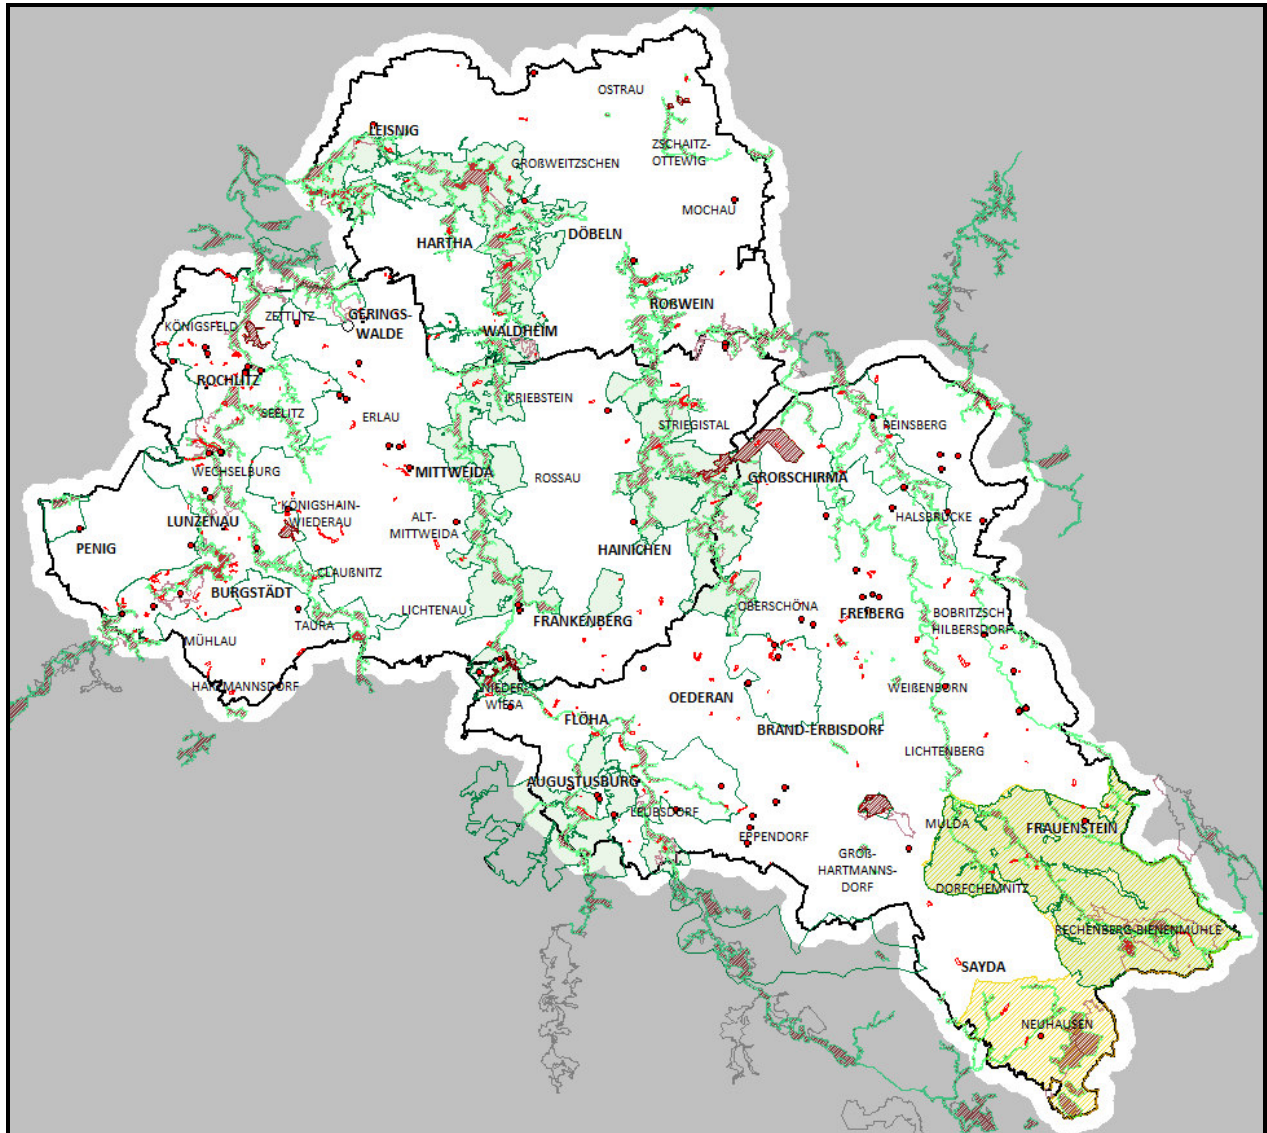 OSTRAU
LEISNIG
ZSCHAITZ-
OTTEWIG
GROßWEITZSCHEN
MOCHAU
HARTHA
DÖBELN
ROßWEIN
KÖNIGSFELD
ZETTLITZ
GERINGS-
WALDE
WALDHEIM
ROCHLITZ
KRIEBSTEIN
SEELITZ
ERLAU
STRIEGISTAL
REINSBERG
WECHSELBURG
MITTWEIDA
ROSSAU
GROßSCHIRMA
KÖNIGSHAIN-
WIEDERAU
LUNZENAU
ALT-
MITTWEIDA
HALSBRÜCKE
PENIG
HAINICHEN
CLAUßNITZ
BURGSTÄDT
LICHTENAU
OBERSCHÖNA
FREIBERG
BOBRITZSCH
HILBERSDORF
TAURA
FRANKENBERG
MÜHLAU
HARTMANNSDORF
NIEDER-
WIESA
OEDERAN
WEIßENBORN
FLÖHA
BRAND-ERBISDORF
LICHTENBERG
AUGUSTUSBURG
LEUBSDORF
MULDA
FRAUENSTEIN
EPPENDORF
GROß-
HARTMANNS-
DORF
DORFCHEMNITZ
RECHENBERG-BIENENMÜHLE
SAYDA
NEUHAUSEN